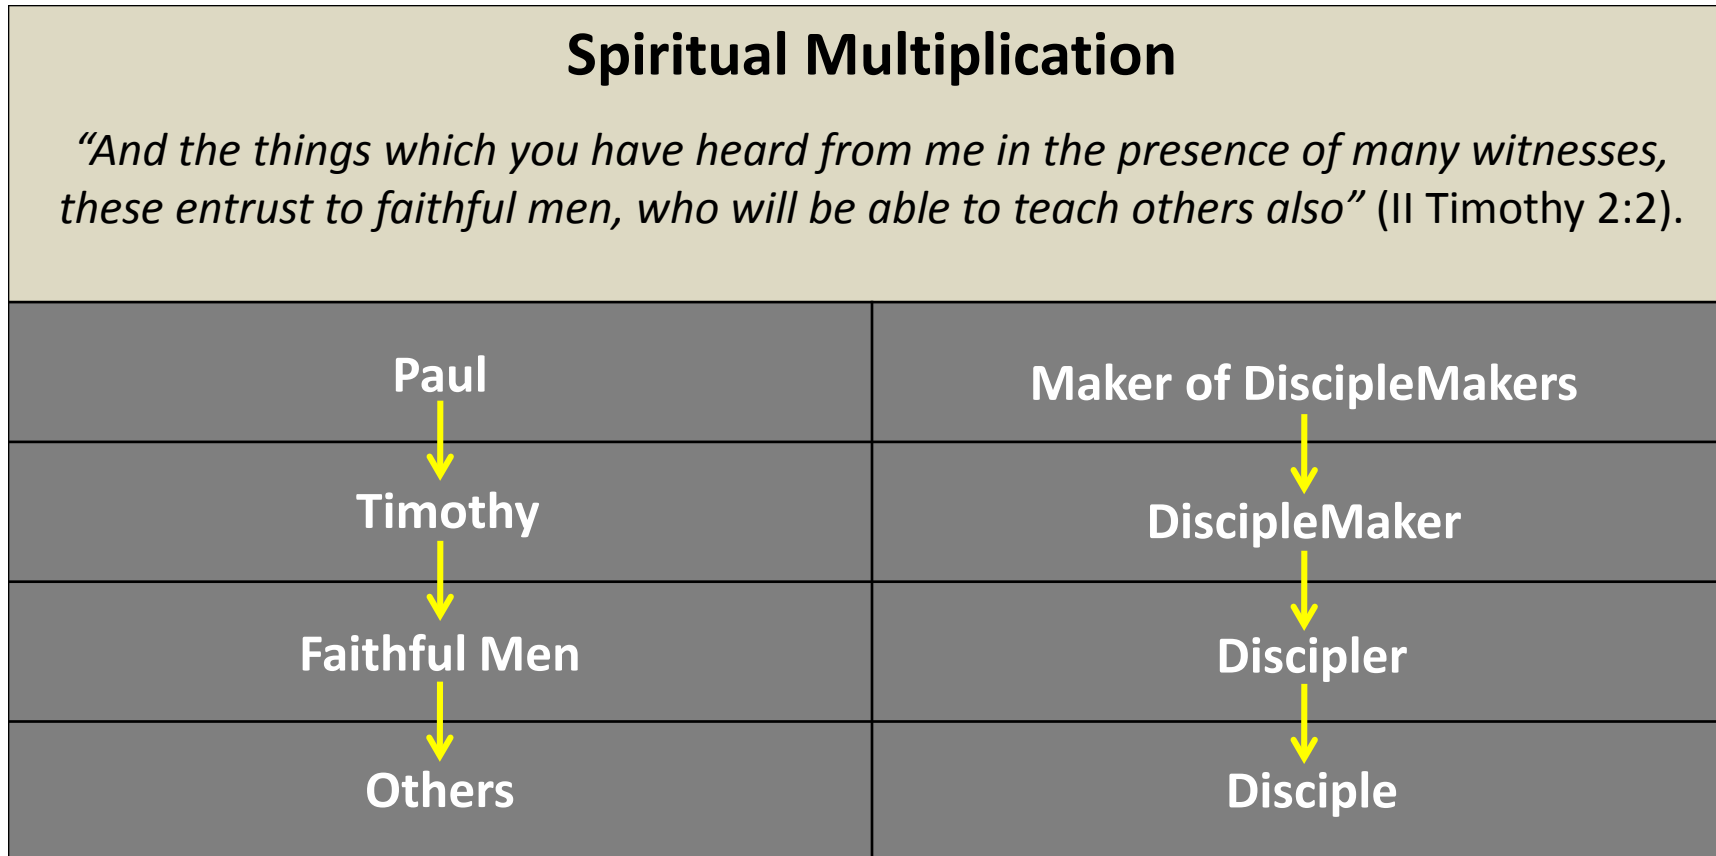 Spiritual Multiplication
“And the things which you have heard from me in the presence of many witnesses,
these entrust to faithful men, who will be able to teach others also” (II Timothy 2:2).
Paul
Maker of DiscipleMakers
Timothy
DiscipleMaker
Faithful Men
Discipler
Others
Disciple